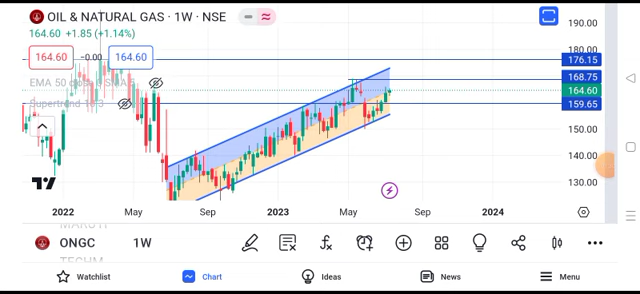 OIL & NATURAL GAS · 1W · NSE
190.00
164.60 +1.85 (+1.14%)
164.60 −0.00 164.60
176.15
168.75
EMA 50
164.60
Supertrend
159.65
150.00
140.00
130.00
2022 May Sep 2023 May Sep 2024
ONGC 1W
TECHM
Watchlist Chart Ideas News Menu